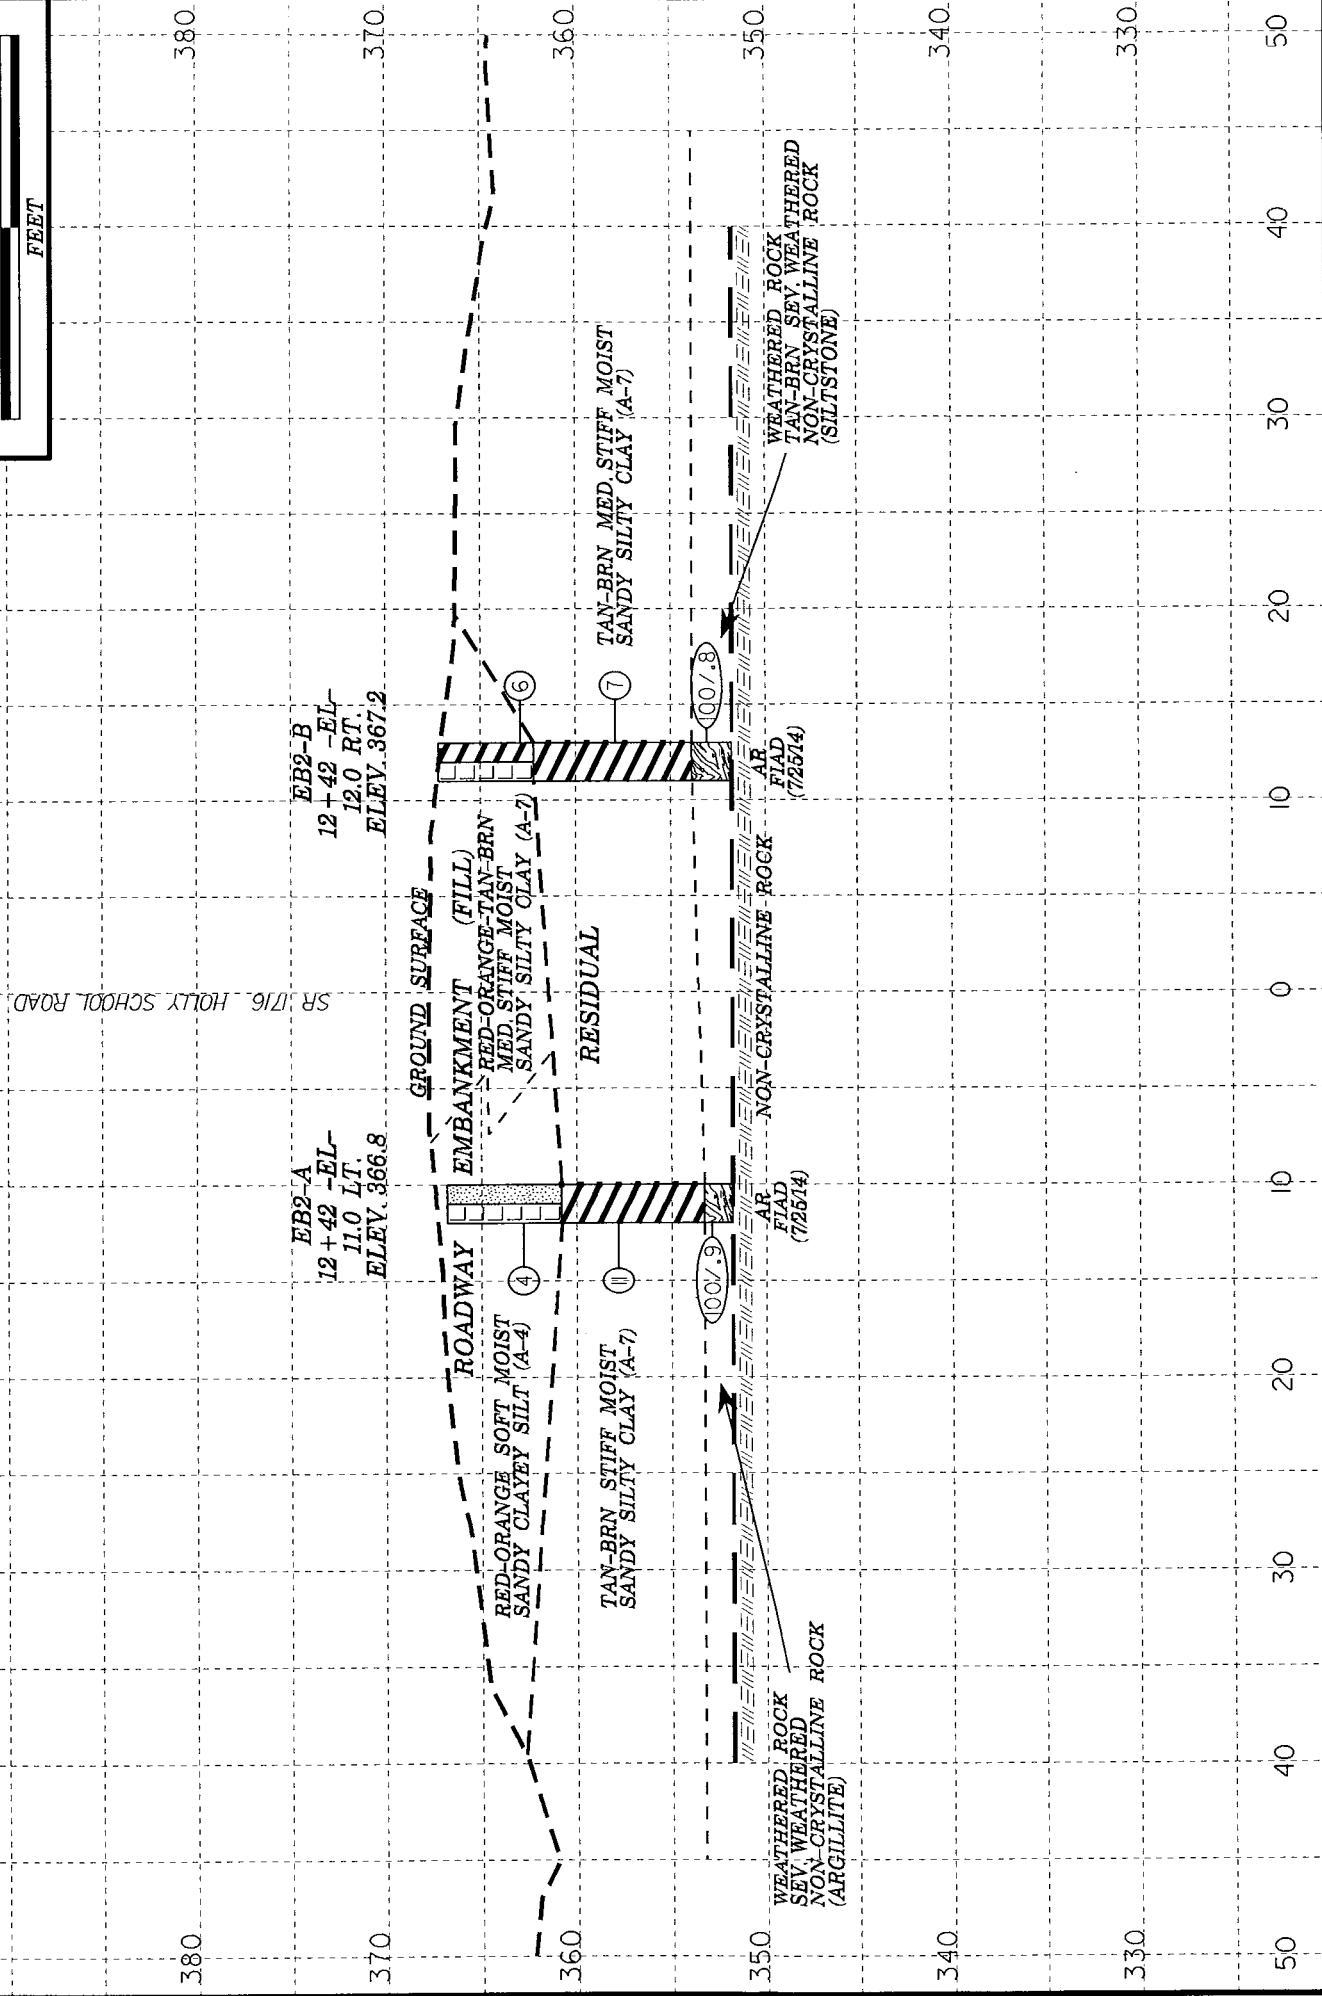 FEET
SR 1716 HOLLY SCHOOL ROAD
EB2-A
12+42 -EL-
11.0 LT.
ELEV. 366.8
EB2-B
12+42 -EL-
12.0 RT.
ELEV. 367.2
380
380
370
370
360
360
350
350
340
340
330
330
GROUND SURFACE
ROADWAY EMBANKMENT (FILL)
RED-ORANGE SOFT MOIST
SANDY CLAYEY SILT (A-4)
4
RED-ORANGE-TAN-BRN
MED. STIFF MOIST
SANDY SILTY CLAY (A-7)
6
RESIDUAL
TAN-BRN STIFF MOIST
SANDY SILTY CLAY (A-7)
11
TAN-BRN MED. STIFF MOIST
SANDY SILTY CLAY (A-7)
7
100/.9
100/.8
AR
FIAD
(7/25/14)
NON-CRYSTALLINE ROCK
AR
FIAD
(7/25/14)
WEATHERED ROCK
SEV. WEATHERED
NON-CRYSTALLINE ROCK
(ARGILLITE)
WEATHERED ROCK
TAN-BRN SEV. WEATHERED
NON-CRYSTALLINE ROCK
(SILTSTONE)
50 40 30 20 10 0 10 20 30 40 50